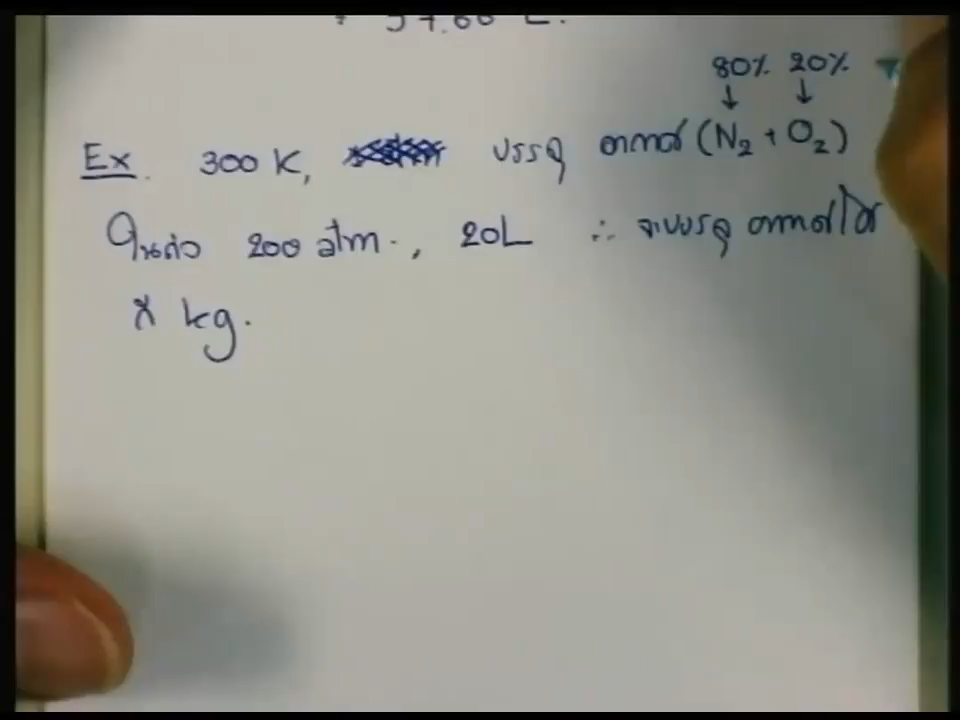 80% 20%
↓ ↓
Ex. 300 K, บรรจุ อากาศ (N₂ + O₂)
ในถัง 200 atm., 20L ∴ จะบรรจุ อากาศได้
x kg.